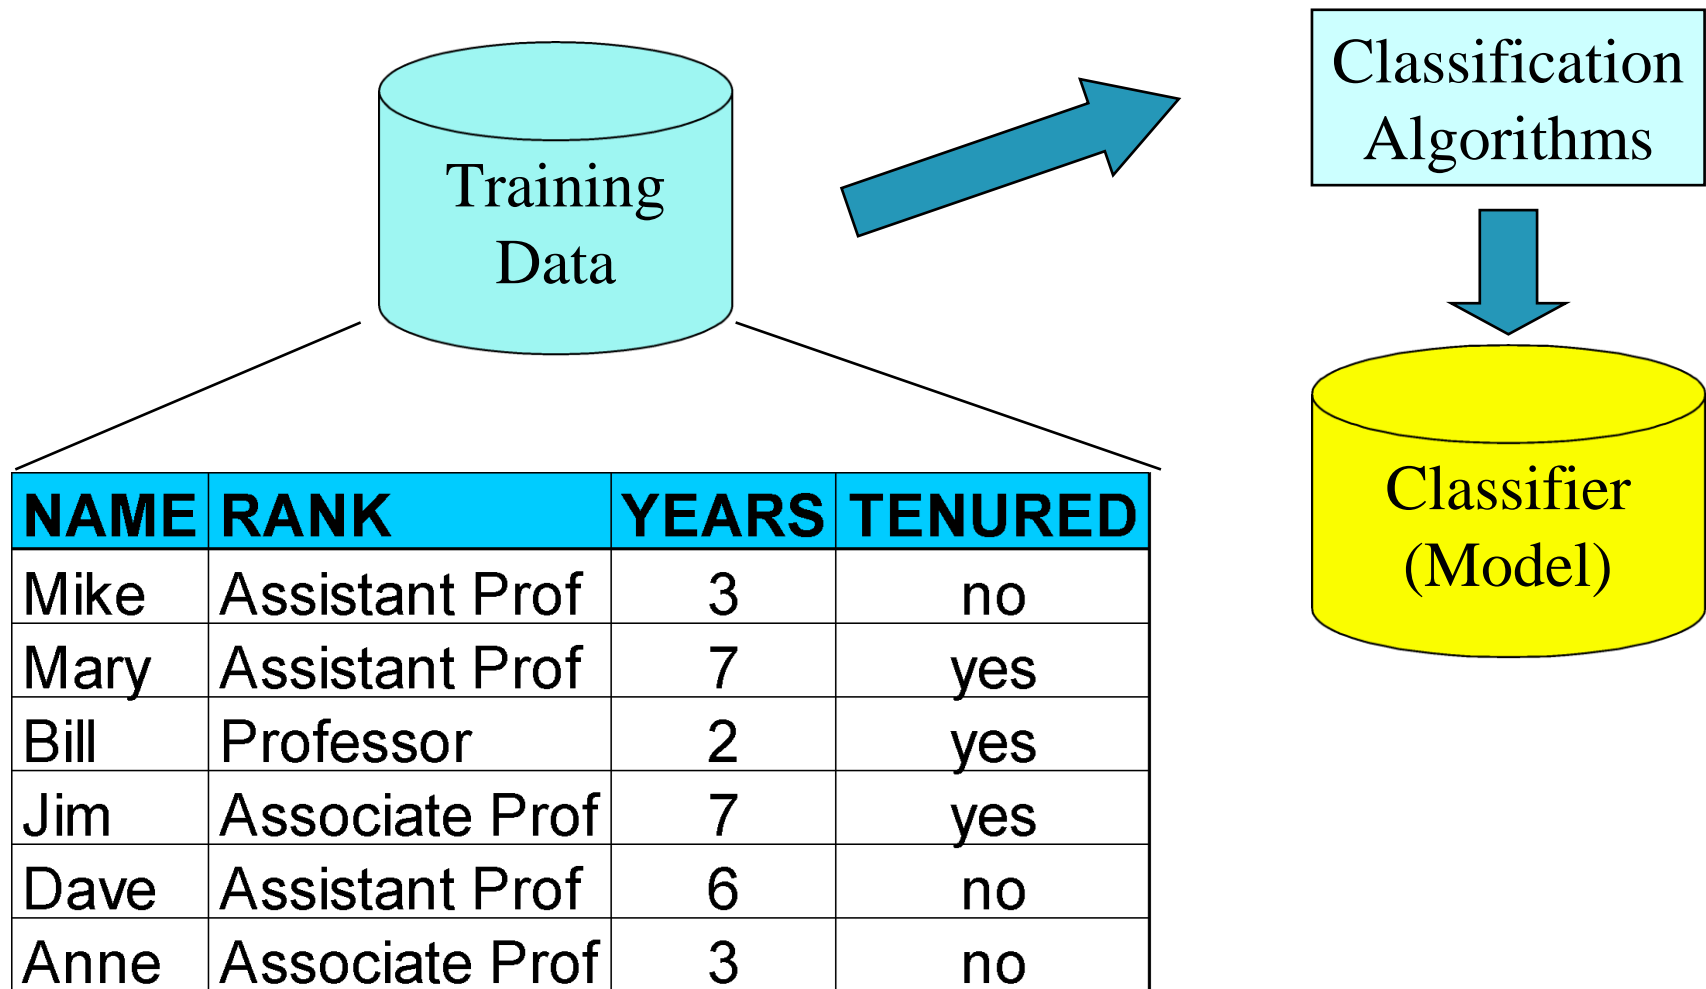 Training
Data
Classification
Algorithms
Classifier
(Model)
NAME RANK YEARS TENURED
Mike Assistant Prof 3 no
Mary Assistant Prof 7 yes
Bill Professor 2 yes
Jim Associate Prof 7 yes
Dave Assistant Prof 6 no
Anne Associate Prof 3 no